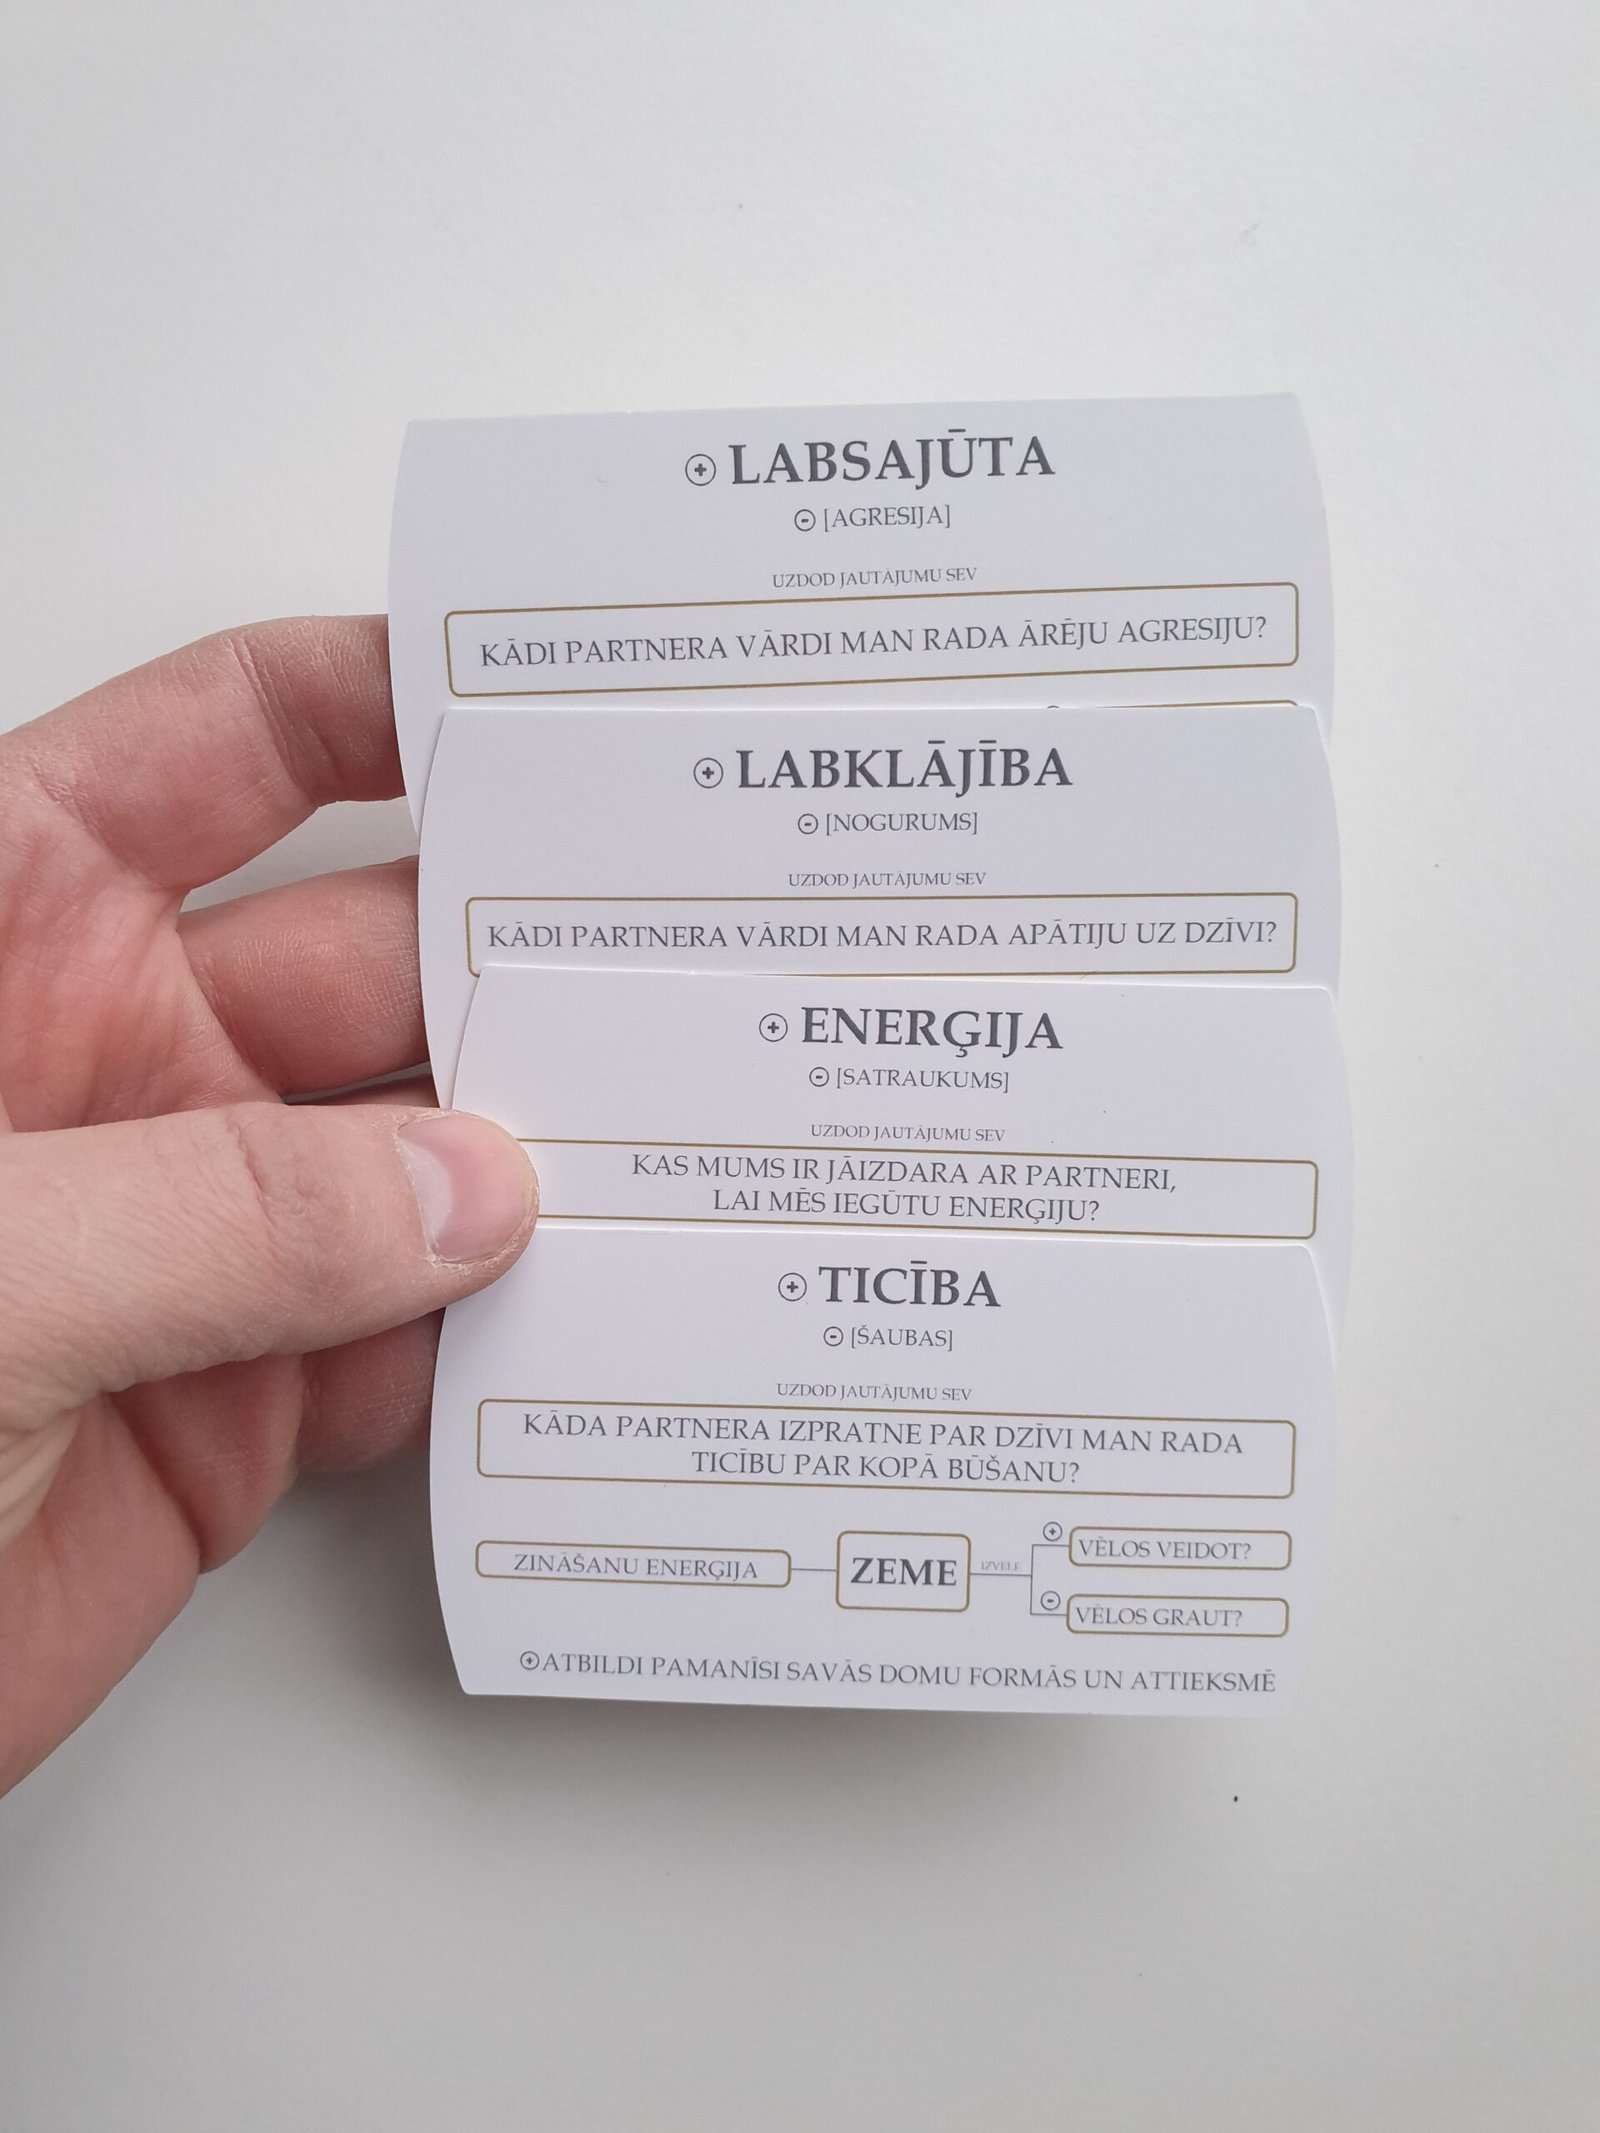 ⊕ LABSAJŪTA
⊖ [AGRESIJA]
UZDOD JAUTĀJUMU SEV
KĀDI PARTNERA VĀRDI MAN RADA ĀRĒJU AGRESIJU?
⊕ LABKLĀJĪBA
⊖ [NOGURUMS]
UZDOD JAUTĀJUMU SEV
KĀDI PARTNERA VĀRDI MAN RADA APĀTIJU UZ DZĪVI?
⊕ ENERĢIJA
⊖ [SATRAUKUMS]
UZDOD JAUTĀJUMU SEV
KAS MUMS IR JĀIZDARA AR PARTNERI,
LAI MĒS IEGŪTU ENERĢIJU?
⊕ TICĪBA
⊖ [ŠAUBAS]
UZDOD JAUTĀJUMU SEV
KĀDA PARTNERA IZPRATNE PAR DZĪVI MAN RADA
TICĪBU PAR KOPĀ BŪŠANU?
ZINĀŠANU ENERĢIJA
ZEME
IZVĒLE
⊕ VĒLOS VEIDOT?
⊖ VĒLOS GRAUT?
⊕ATBILDI PAMANĪSI SAVĀS DOMU FORMĀS UN ATTIEKSMĒ